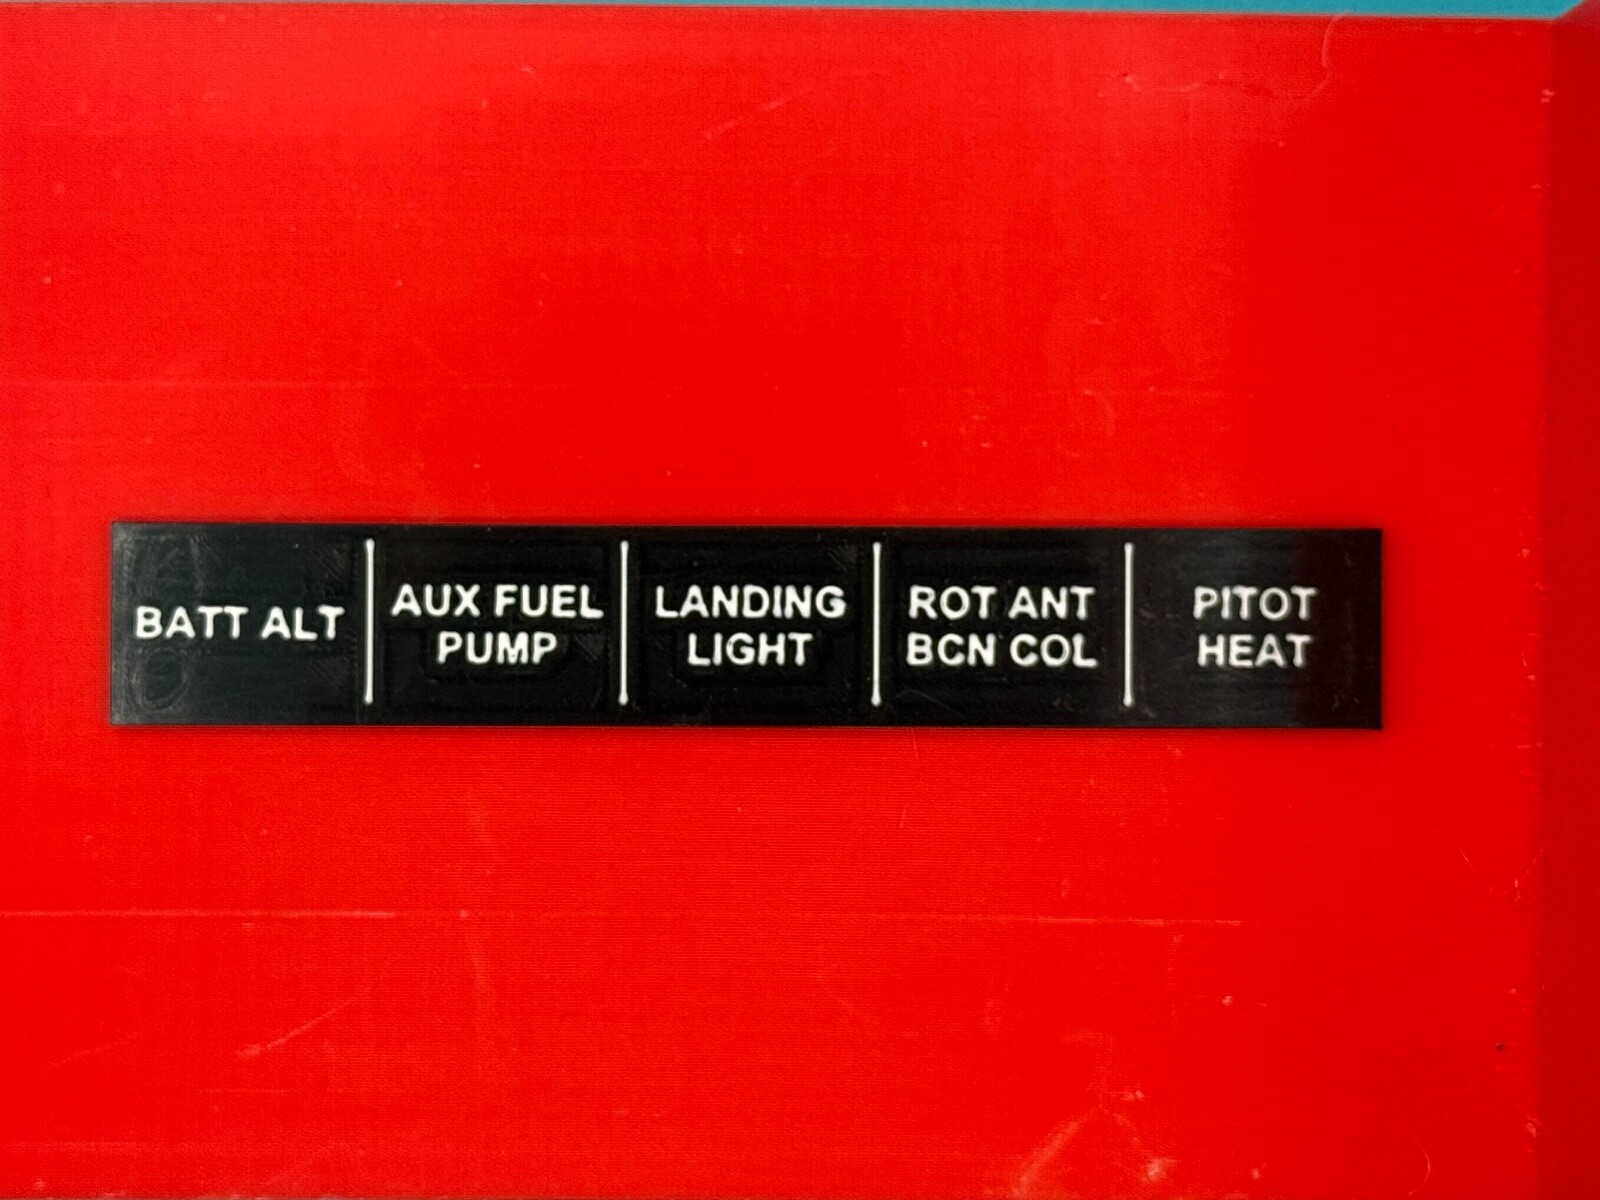 BATT ALT
AUX FUEL
PUMP
LANDING
LIGHT
ROT ANT
BCN COL
PITOT
HEAT